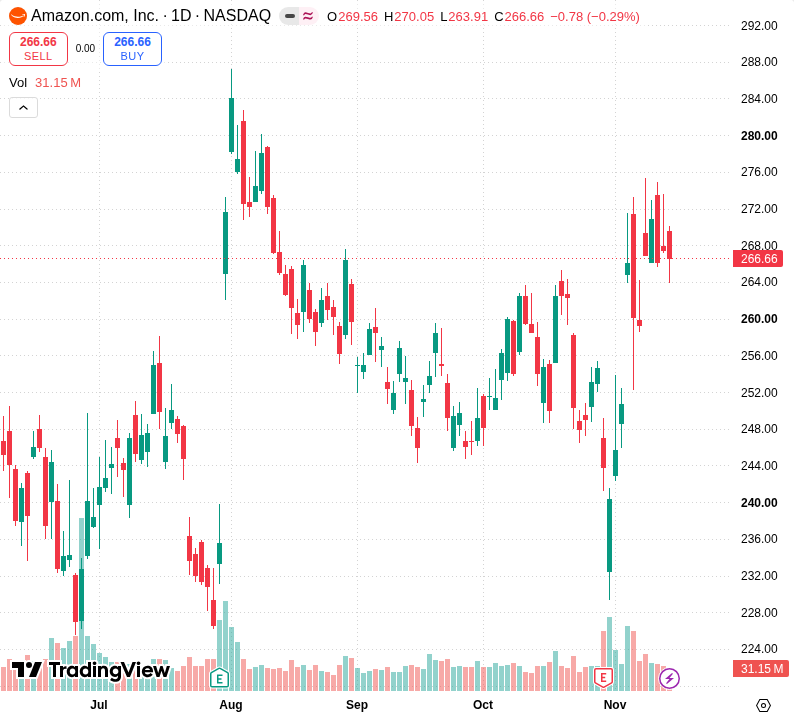 Amazon.com, Inc. · 1D · NASDAQ O269.56 H270.05 L263.91 C266.66 −0.78 (−0.29%)
266.66 0.00 266.66
SELL BUY
Vol 31.15 M
292.00
288.00
284.00
280.00
276.00
272.00
268.00
266.66
264.00
260.00
256.00
252.00
248.00
244.00
240.00
236.00
232.00
228.00
224.00
31.15 M
TradingView
E
E
Jul Aug Sep Oct Nov